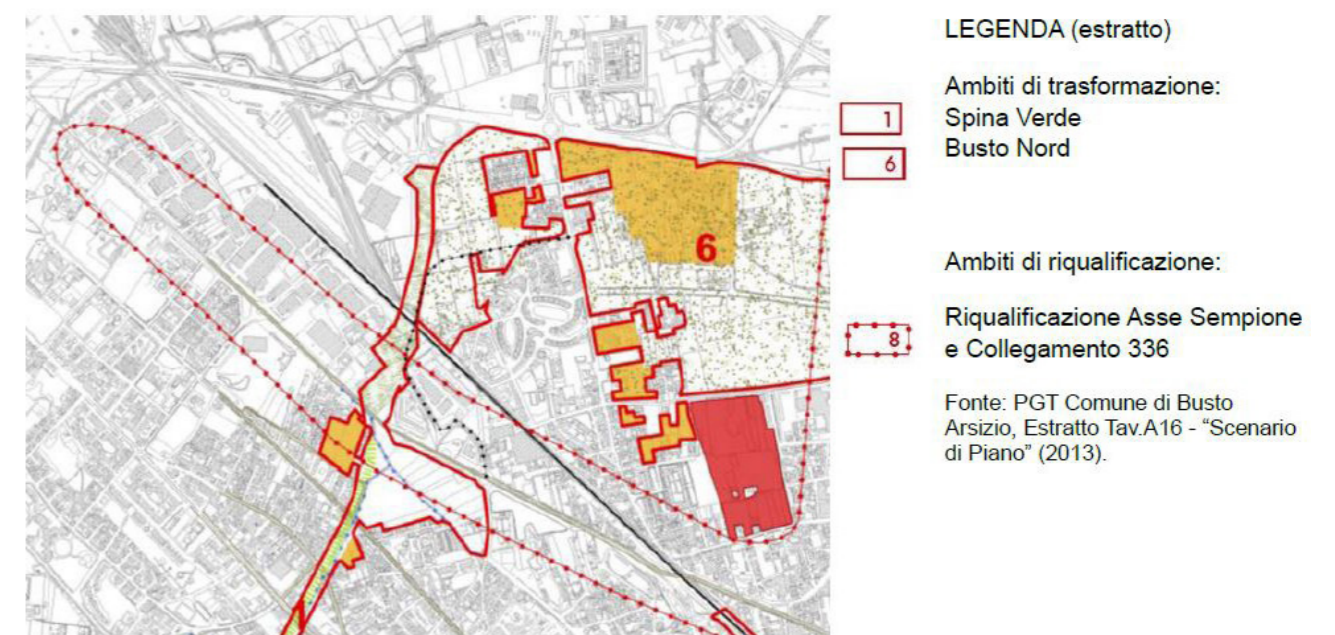 LEGENDA (estratto)
Ambiti di trasformazione:
1
Spina Verde
6
Busto Nord
6
Ambiti di riqualificazione:
8
Riqualificazione Asse Sempione
e Collegamento 336
Fonte: PGT Comune di Busto
Arsizio, Estratto Tav.A16 - “Scenario
di Piano” (2013).